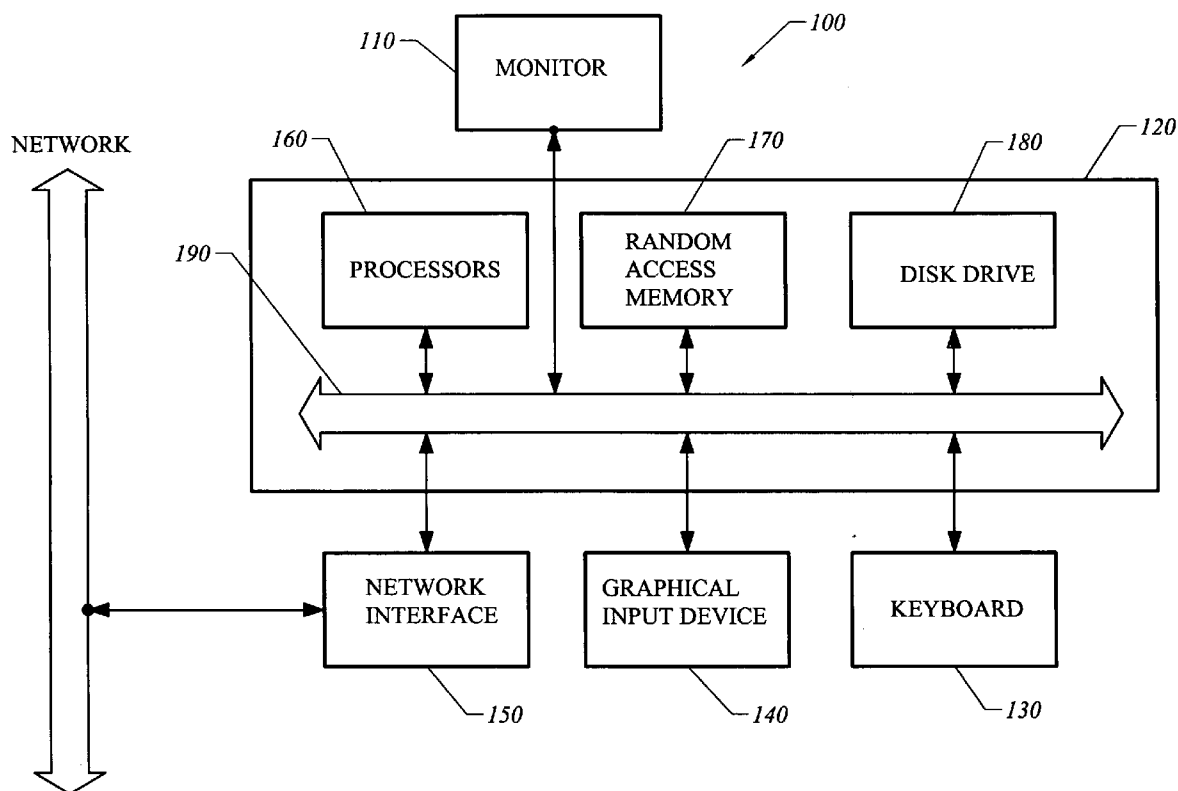 100
110
MONITOR
NETWORK
160
170
180
120
190
PROCESSORS
RANDOM
ACCESS
MEMORY
DISK DRIVE
NETWORK
INTERFACE
GRAPHICAL
INPUT DEVICE
KEYBOARD
150
140
130